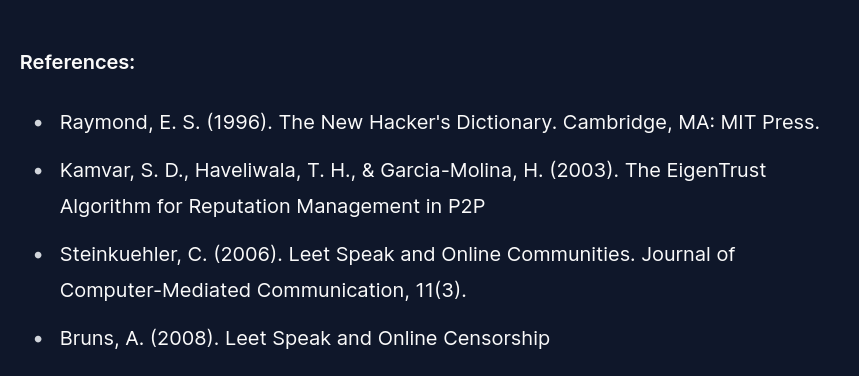 References:
Raymond, E. S. (1996). The New Hacker's Dictionary. Cambridge, MA: MIT Press.
Kamvar, S. D., Haveliwala, T. H., & Garcia-Molina, H. (2003). The EigenTrust
Algorithm for Reputation Management in P2P
Steinkuehler, C. (2006). Leet Speak and Online Communities. Journal of
Computer-Mediated Communication, 11(3).
Bruns, A. (2008). Leet Speak and Online Censorship